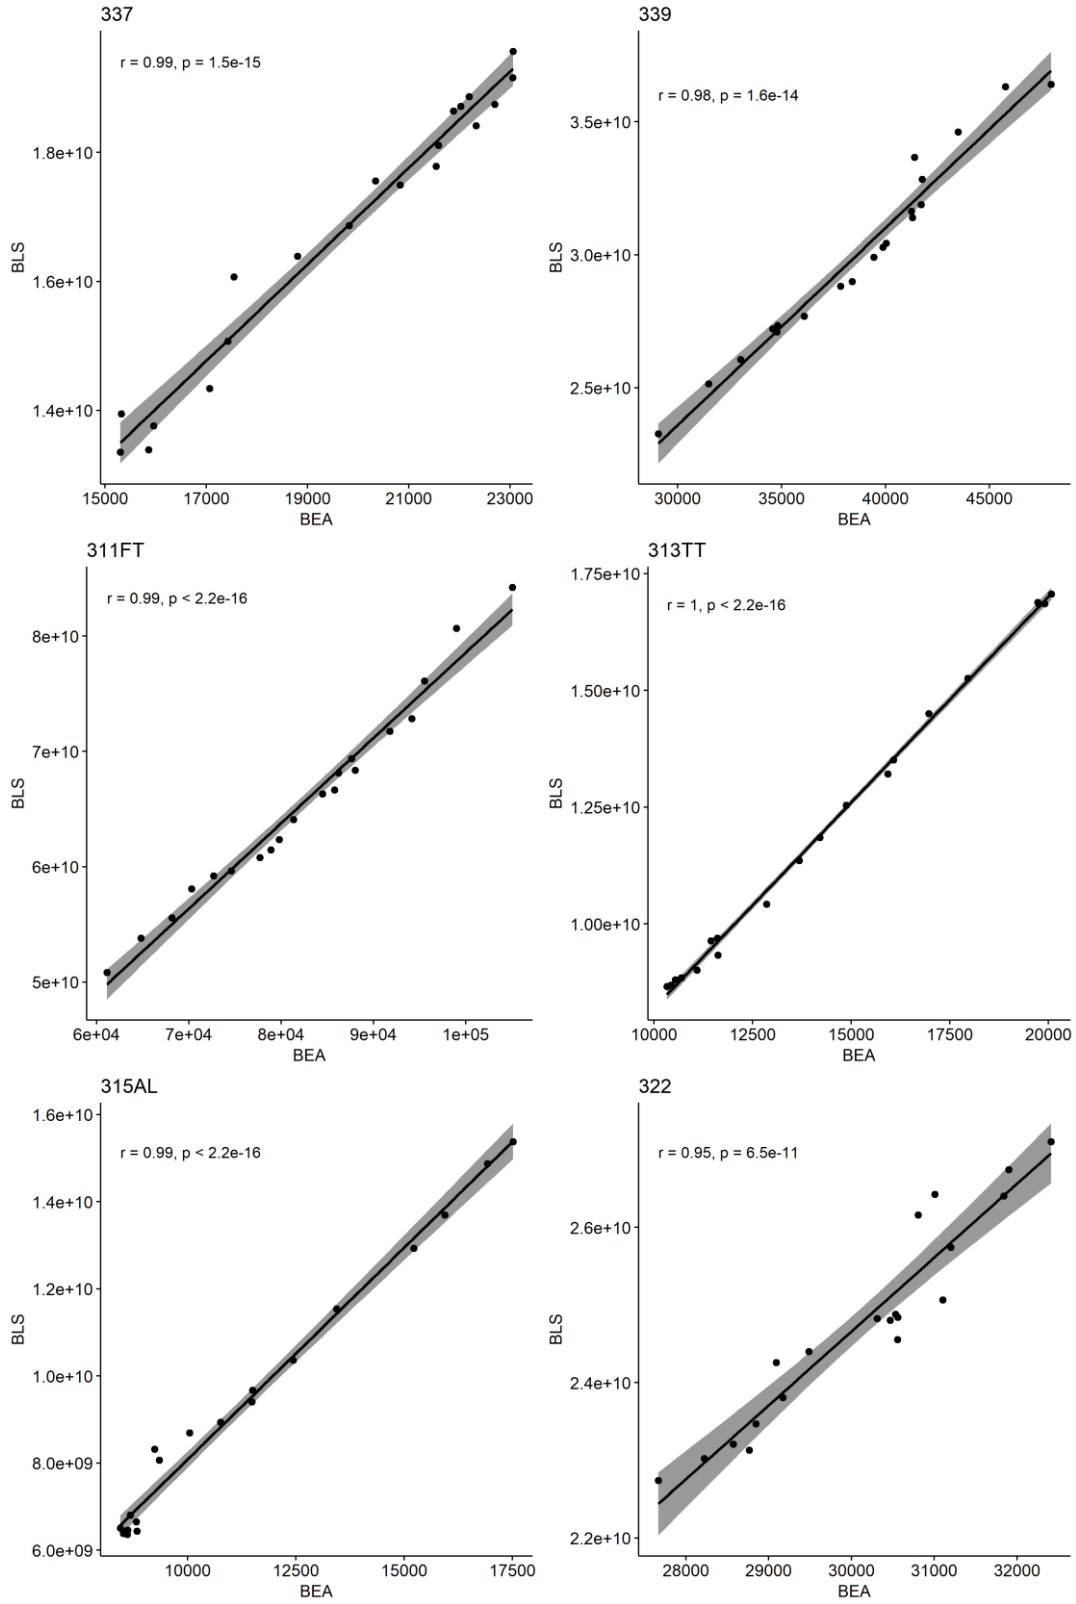 337
r = 0.99, p = 1.5e-15
1.8e+10
1.6e+10
1.4e+10
BLS
15000 17000 19000 21000 23000
BEA
339
r = 0.98, p = 1.6e-14
3.5e+10
3.0e+10
2.5e+10
BLS
30000 35000 40000 45000
BEA
311FT
r = 0.99, p < 2.2e-16
8e+10
7e+10
6e+10
5e+10
BLS
6e+04 7e+04 8e+04 9e+04 1e+05
BEA
313TT
r = 1, p < 2.2e-16
1.75e+10
1.50e+10
1.25e+10
1.00e+10
BLS
10000 12500 15000 17500 20000
BEA
315AL
r = 0.99, p < 2.2e-16
1.6e+10
1.4e+10
1.2e+10
1.0e+10
8.0e+09
6.0e+09
BLS
10000 12500 15000 17500
BEA
322
r = 0.95, p = 6.5e-11
2.6e+10
2.4e+10
2.2e+10
BLS
28000 29000 30000 31000 32000
BEA